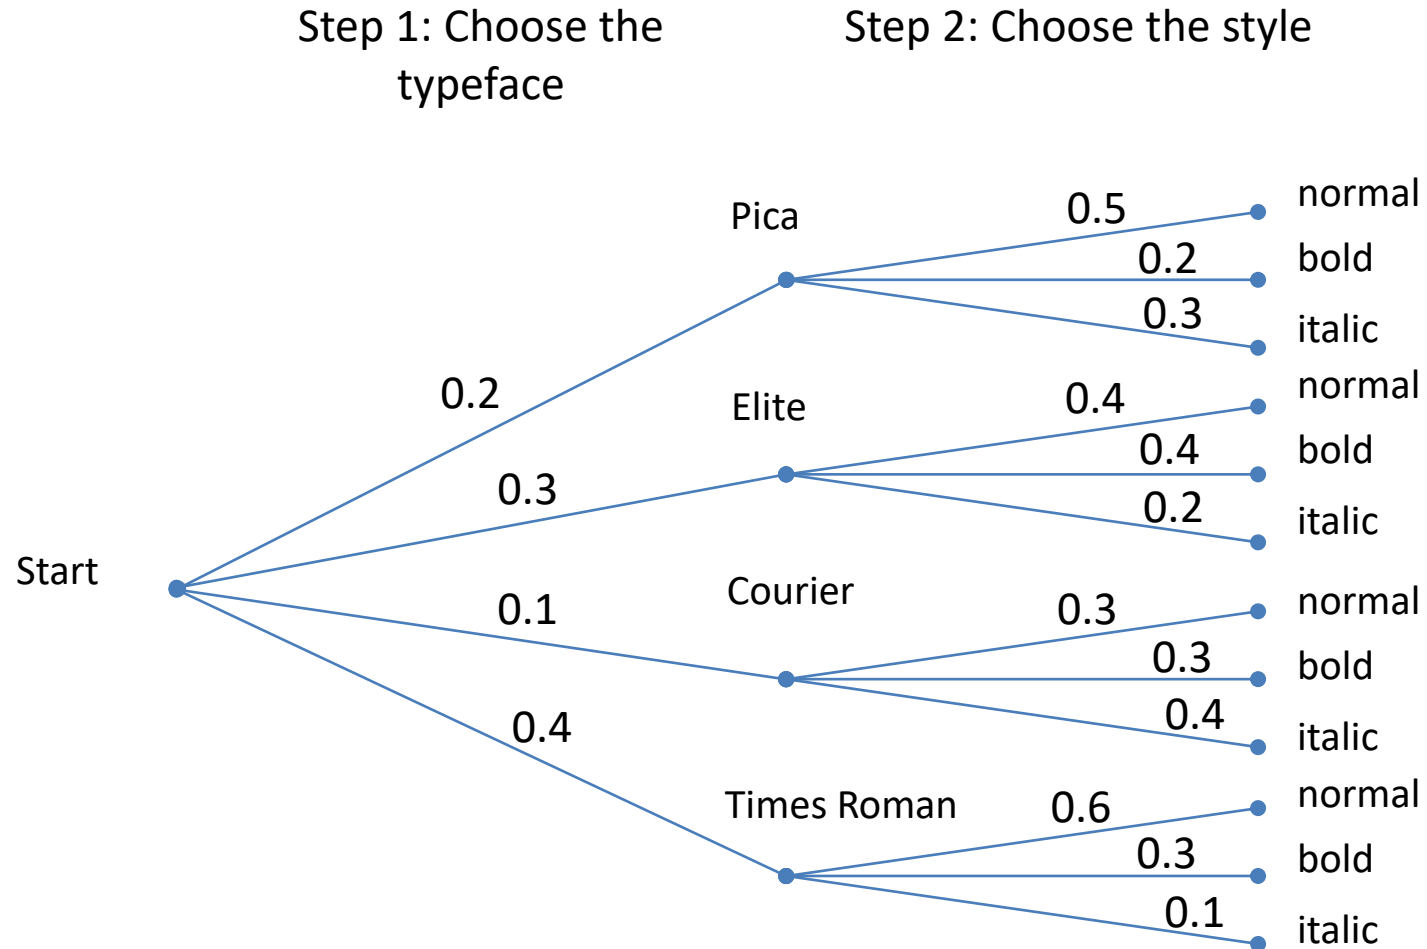 Step 1: Choose the
typeface
Step 2: Choose the style
Start
0.2
0.3
0.1
0.4
Pica
0.5
normal
0.2
bold
0.3
italic
Elite
0.4
normal
0.4
bold
0.2
italic
Courier
0.3
normal
0.3
bold
0.4
italic
Times Roman
0.6
normal
0.3
bold
0.1
italic